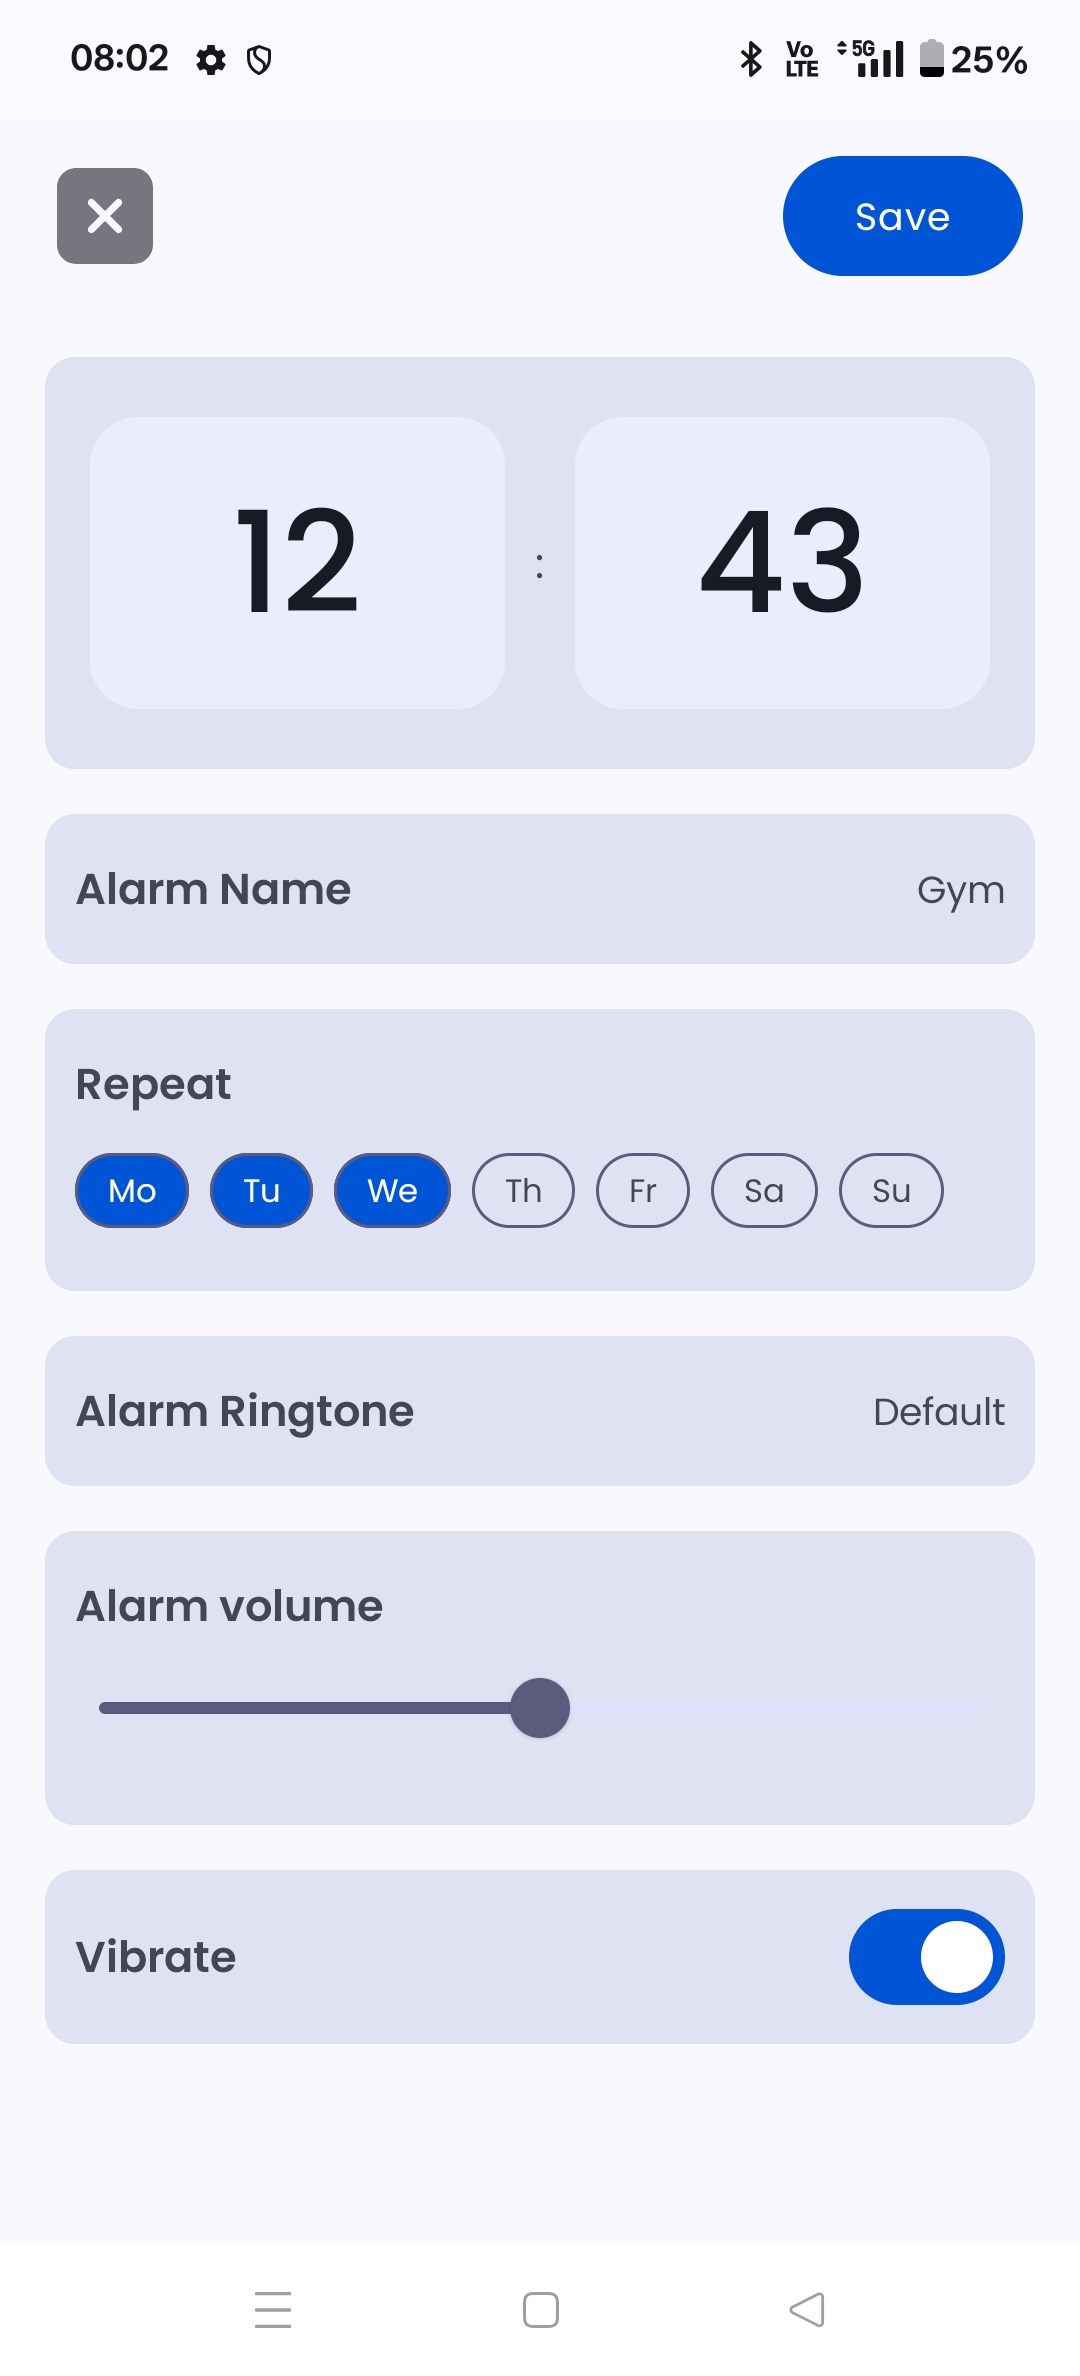 08:02 Vo LTE 5G 25%
Save
12 : 43
Alarm Name Gym
Repeat
Mo Tu We Th Fr Sa Su
Alarm Ringtone Default
Alarm volume
Vibrate